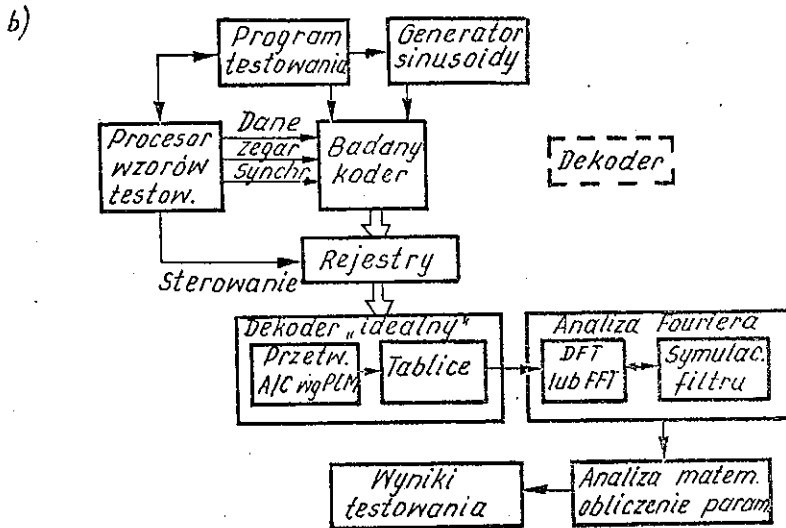 b)
Program
testowania
Generator
sinusoidy
Procesor
wzorów
testow.
Dane
zegar
Synchr.
Badany
koder
Dekoder
Sterowanie
Rejestry
Dekoder „idealny"
Przetw.
A/C wg PCM
Tablice
Analiza Fouriera
DFT
lub FFT
Symulac.
filtru
Analiza matem.
obliczenie param.
Wyniki
testowania